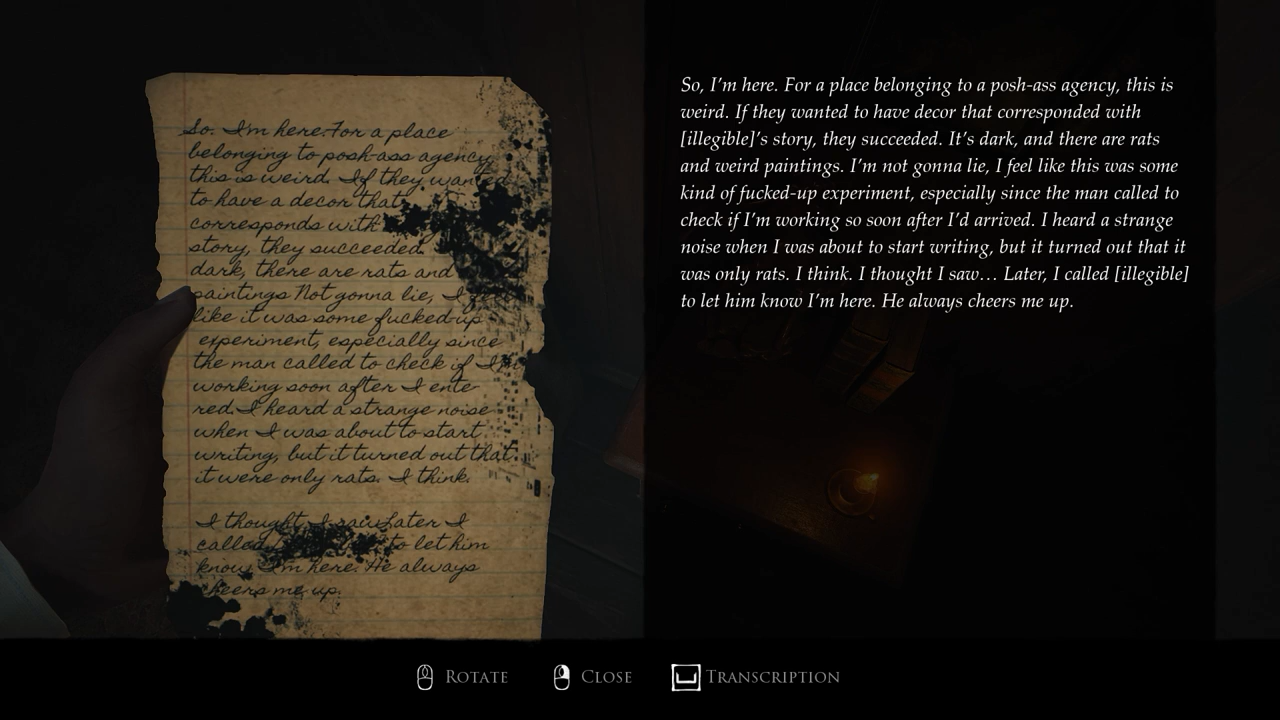 So. I'm here. For a place
belonging to posh-ass agency,
this is weird. If they wanted
to have a decor that
corresponds with
story, they succeeded.
dark, there are rats and
paintings Not gonna lie, I feel
like it was some fucked-up
experiment, especially since
the man called to check if I'm
working soon after I ente-
red. I heard a strange noise
when I was about to start
writing, but it turned out that
it were only rats. I think.
I thought I saw Later I
called to let him
know I'm here. He always
cheers me up.
So, I'm here. For a place belonging to a posh-ass agency, this is
weird. If they wanted to have decor that corresponded with
[illegible]'s story, they succeeded. It's dark, and there are rats
and weird paintings. I'm not gonna lie, I feel like this was some
kind of fucked-up experiment, especially since the man called to
check if I'm working so soon after I'd arrived. I heard a strange
noise when I was about to start writing, but it turned out that it
was only rats. I think. I thought I saw… Later, I called [illegible]
to let him know I'm here. He always cheers me up.
Rotate Close Transcription